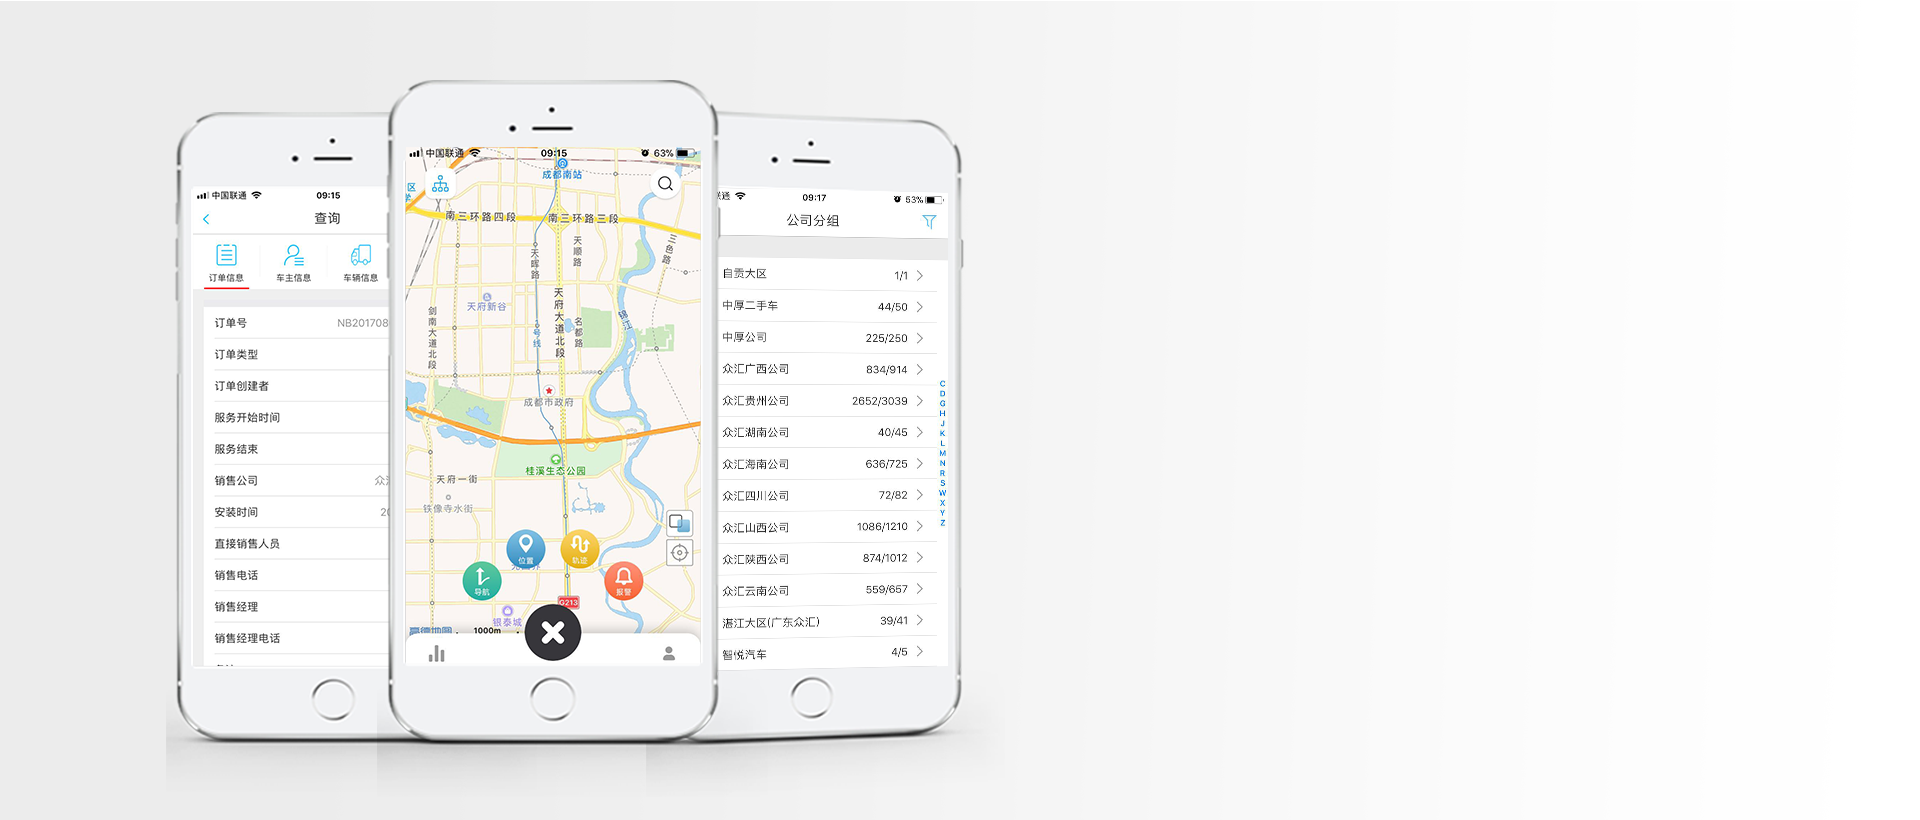 中国联通
09:15
查询
订单信息
车主信息
车辆信息
订单号
NB201708
订单类型
订单创建者
服务开始时间
服务结束
销售公司
众
安装时间
20
直接销售人员
销售电话
销售经理
销售经理电话
中国联通
09:15
63%
成都南站
区
南三环路四段
南三环路三段
天顺路
天晖路
三色路
天府新谷
天府大道北段
锦江
剑南大道北段
名都路
1号线
成都市政府
桂溪生态公园
天府一街
铁像寺水街
位置
轨迹
导航
报警
G213
银泰城
高德地图
1000m
联通
09:17
53%
公司分组
自贡大区
1/1
中厚二手车
44/50
中厚公司
225/250
众汇广西公司
834/914
众汇贵州公司
2652/3039
众汇湖南公司
40/45
众汇海南公司
636/725
众汇四川公司
72/82
众汇山西公司
1086/1210
众汇陕西公司
874/1012
众汇云南公司
559/657
湛江大区(广东众汇)
39/41
智悦汽车
4/5
C
D
G
H
J
K
L
M
N
R
S
W
X
Y
Z